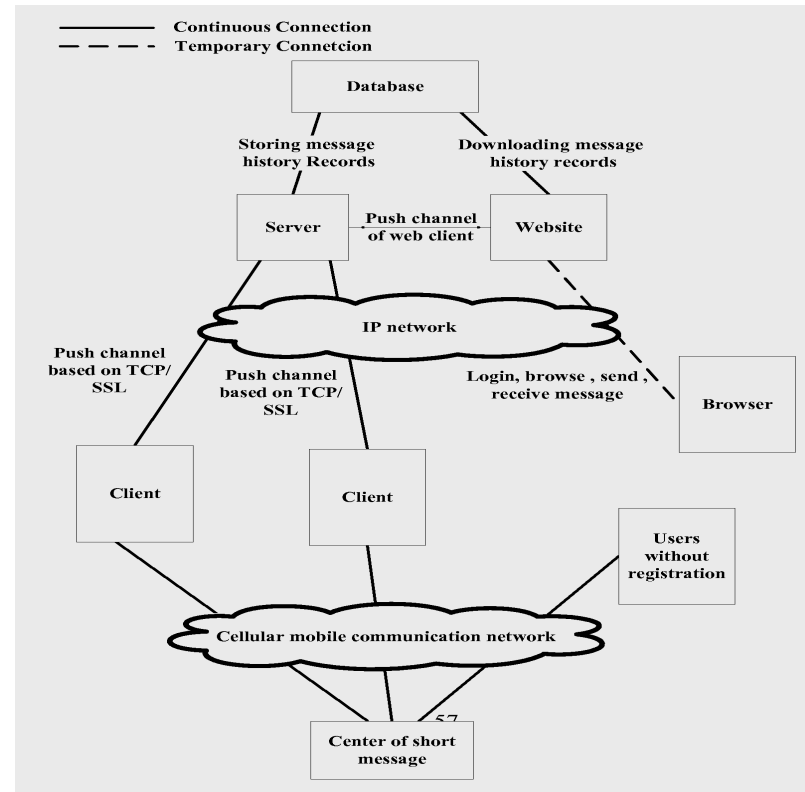 Continuous Connection
Temporary Connetcion
Database
Storing message
history Records
Downloading message
history records
Server
Push channel
of web client
Website
IP network
Push channel
based on TCP/
SSL
Push channel
based on TCP/
SSL
Login, browse , send ,
receive message
Browser
Client
Client
Users
without
registration
Cellular mobile communication network
57
Center of short
message